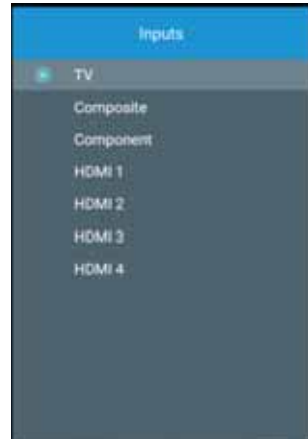 Inputs
TV
Composite
Component
HDMI 1
HDMI 2
HDMI 3
HDMI 4